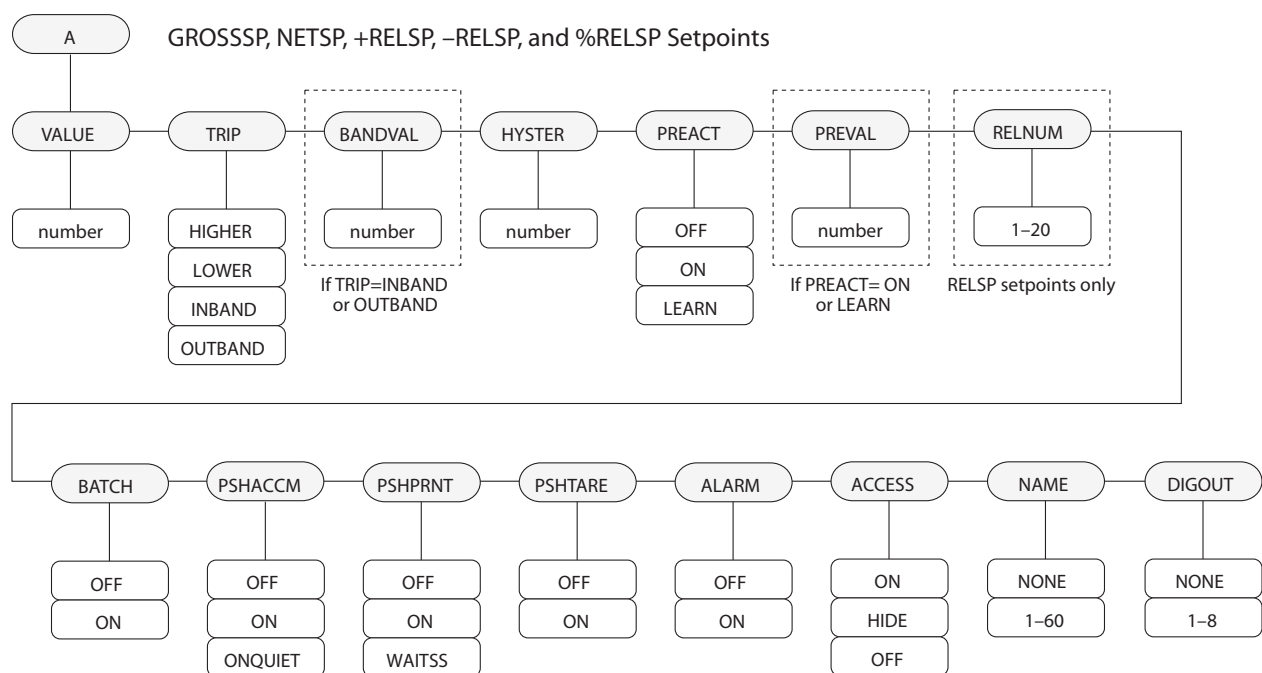 A
GROSSSP, NETSP, +RELSP, –RELSP, and %RELSP Setpoints
VALUE
TRIP
BANDVAL
HYSTER
PREACT
PREVAL
RELNUM
number
HIGHER
LOWER
INBAND
OUTBAND
number
If TRIP=INBAND
or OUTBAND
number
OFF
ON
LEARN
number
If PREACT= ON
or LEARN
1–20
RELSP setpoints only
BATCH
PSHACCM
PSHPRNT
PSHTARE
ALARM
ACCESS
NAME
DIGOUT
OFF
ON
OFF
ON
ONQUIET
OFF
ON
WAITSS
OFF
ON
OFF
ON
ON
HIDE
OFF
NONE
1–60
NONE
1–8